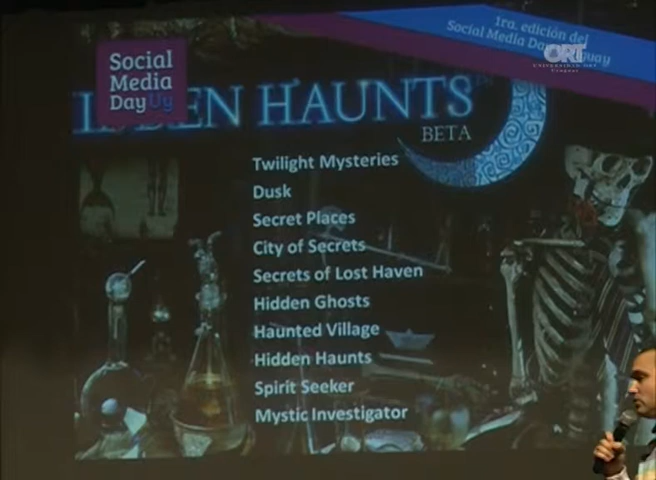 1ra. edición del
Social Media Day
ORT
Uruguay
Social
Media
Day Uy
HAUNTS
BETA
Twilight Mysteries
Dusk
Secret Places
City of Secrets
Secrets of Lost Haven
Hidden Ghosts
Haunted Village
Hidden Haunts
Spirit Seeker
Mystic Investigator